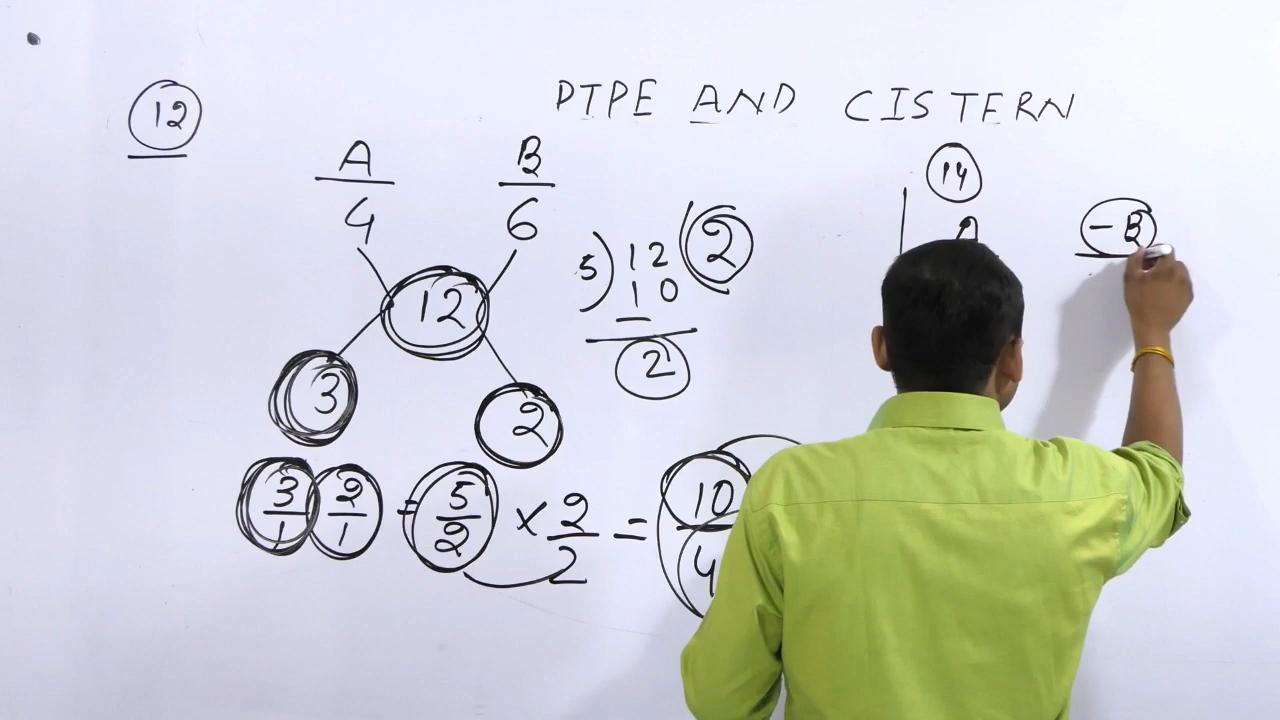 PIPE AND CISTERN
12
A B
4 6
12
3 2
5) 12 (2
10
2
3/1 2/1 = 5/2 × 2/2 = 10/4
14
A -B